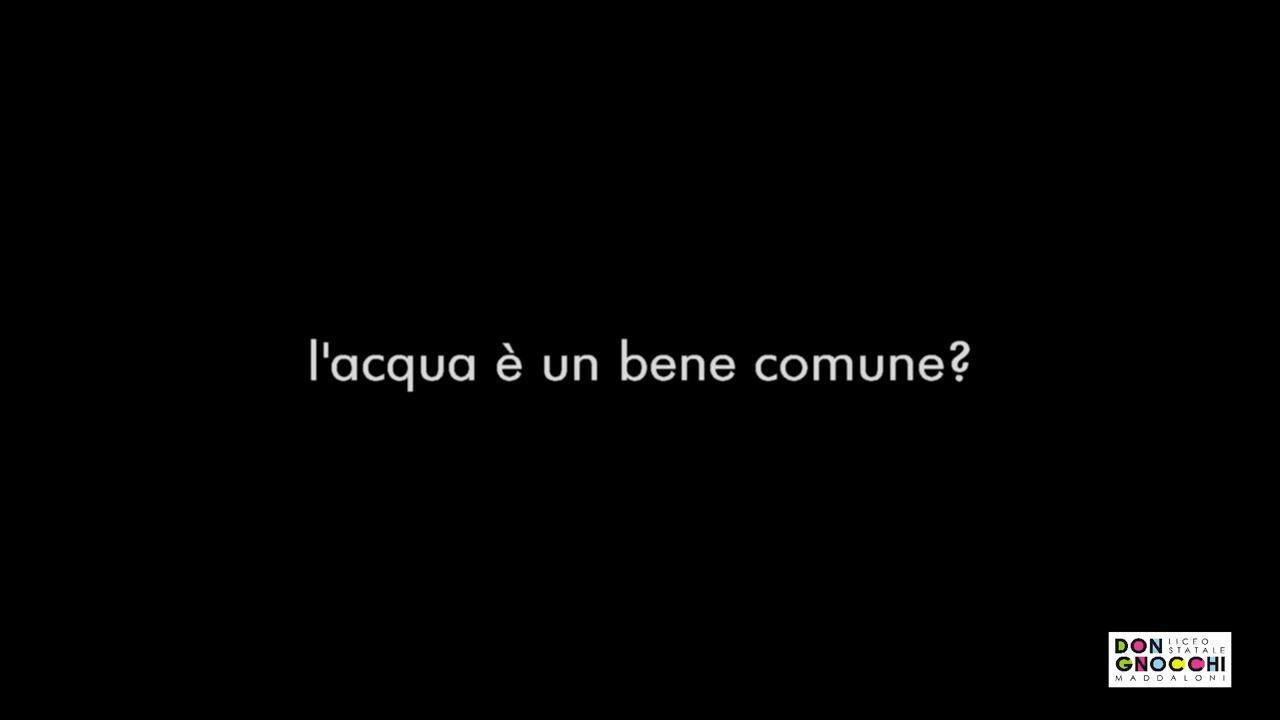 l'acqua è un bene comune?
DON LICEO
STATALE
GNOCCHI
MADDALONI